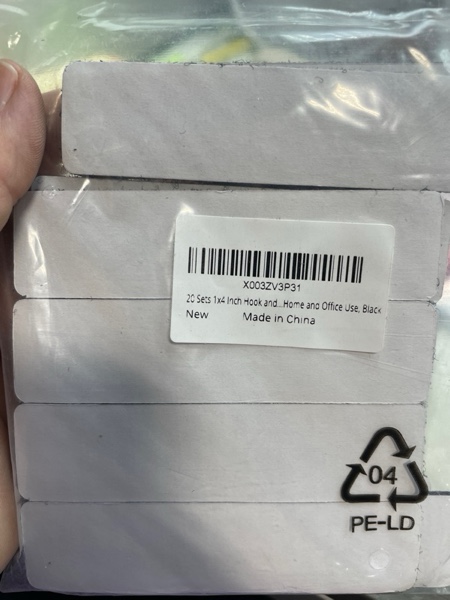 X003ZV3P31
20 Sets 1x4 Inch Hook and...Home and Office Use, Black
New Made in China
04
PE-LD